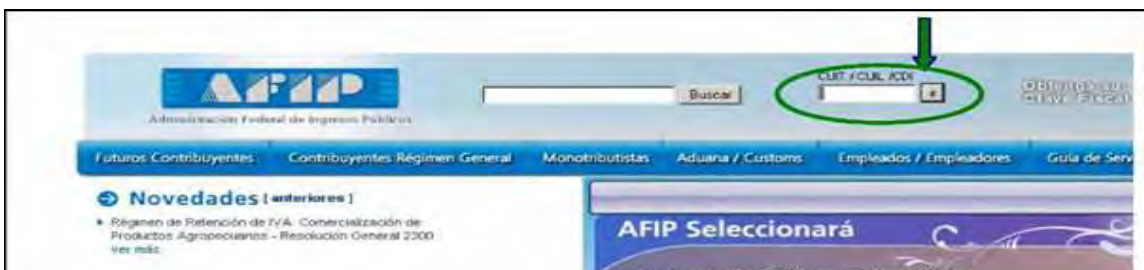 CUIT / CUIL /CDI
AFIP
Buscar
Administración Federal de Ingresos Públicos
Futuros Contribuyentes Contribuyentes Régimen General Monotributistas Aduana / Customs Empleados / Empleadores Guía de Serv
Novedades [ anteriores ]
Régimen de Retención de IVA. Comercialización de
Productos Agropecuarios - Resolución General 2300
Ver más
AFIP Seleccionará